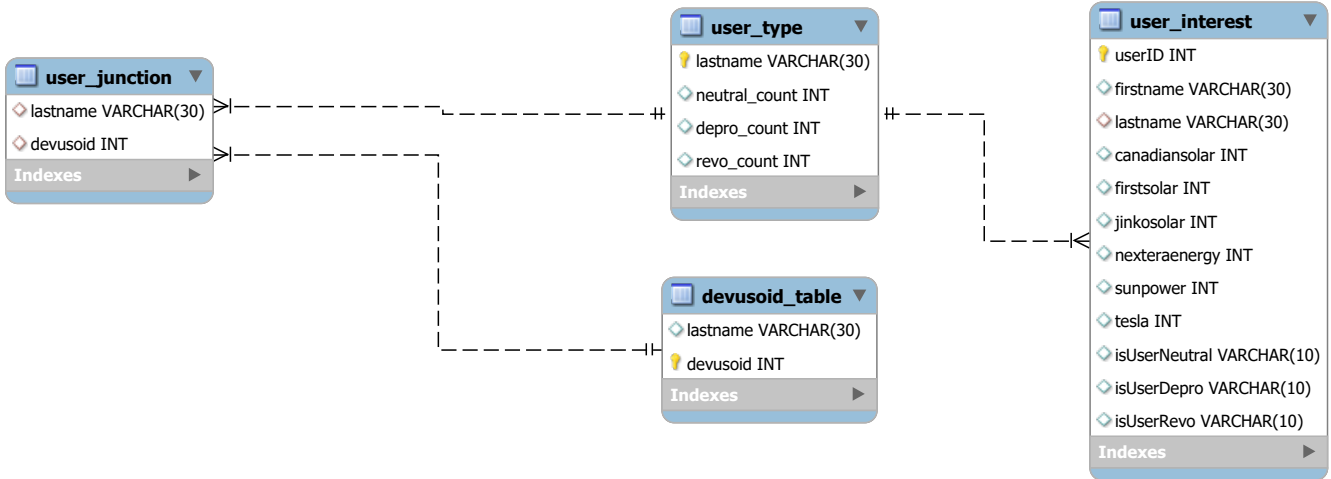 user_junction
lastname VARCHAR(30)
devusoid INT
Indexes
user_type
lastname VARCHAR(30)
neutral_count INT
depro_count INT
revo_count INT
Indexes
devusoid_table
lastname VARCHAR(30)
devusoid INT
Indexes
user_interest
userID INT
firstname VARCHAR(30)
lastname VARCHAR(30)
canadiansolar INT
firstsolar INT
jinkosolar INT
nexteraenergy INT
sunpower INT
tesla INT
isUserNeutral VARCHAR(10)
isUserDepro VARCHAR(10)
isUserRevo VARCHAR(10)
Indexes